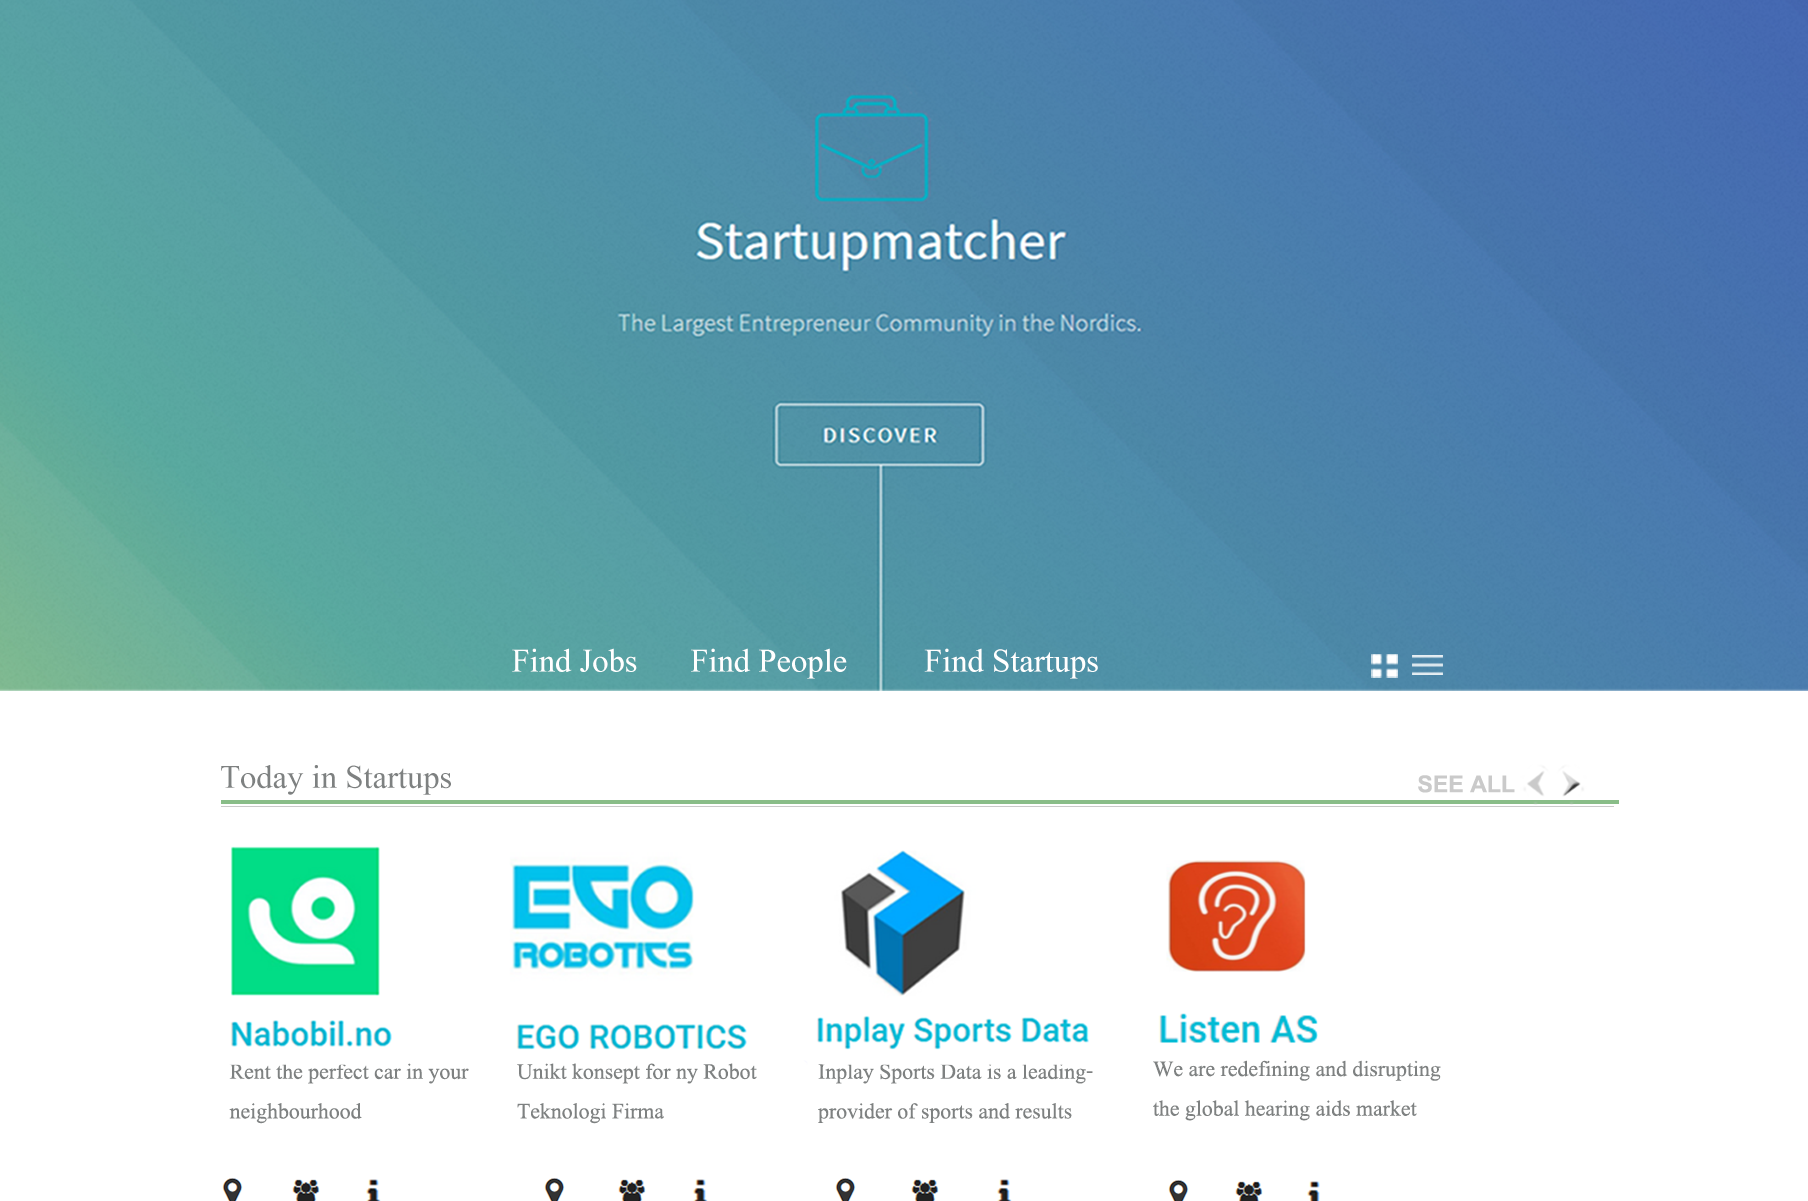 Startupmatcher
The Largest Entrepreneur Community in the Nordics.
DISCOVER
Find Jobs Find People Find Startups
Today in Startups
SEE ALL
EGO
ROBOTICS
Nabobil.no
Rent the perfect car in your
neighbourhood
EGO ROBOTICS
Unikt konsept for ny Robot
Teknologi Firma
Inplay Sports Data
Inplay Sports Data is a leading-
provider of sports and results
Listen AS
We are redefining and disrupting
the global hearing aids market